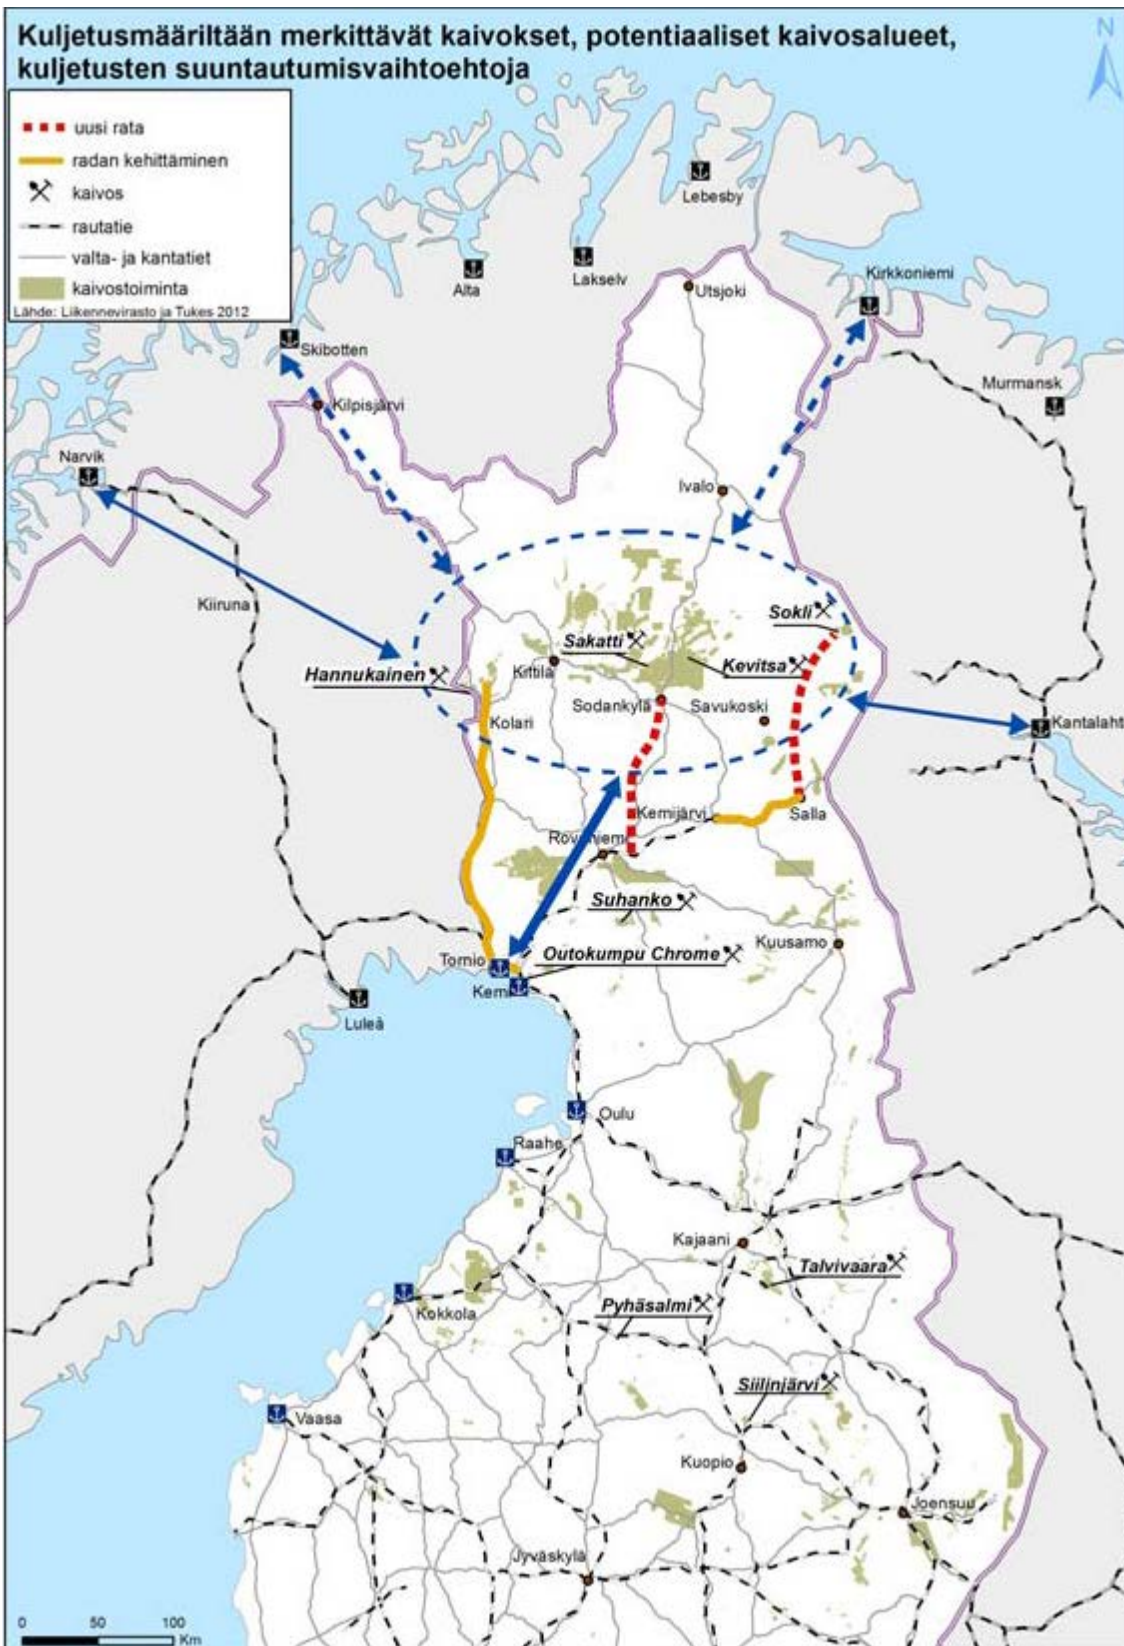 Kuljetusmääriltään merkittävät kaivokset, potentiaaliset kaivosalueet,
kuljetusten suuntautumisvaihtoehtoja
N
uusi rata
radan kehittäminen
kaivos
rautatie
valta- ja kantatiet
kaivostoiminta
Lähde: Liikennevirasto ja Tukes 2012
Lebesby
Lakselv
Alta
Kirkkoniemi
Utsjoki
Skibotten
Murmansk
Kilpisjärvi
Narvik
Ivalo
Kiiruna
Sokli
Sakatti
Kevitsa
Hannukainen
Kittilä
Sodankylä
Savukoski
Kolari
Kantalaht
Kemijärvi
Salla
Rovaniemi
Suhanko
Kuusamo
Outokumpu Chrome
Tornio
Kemi
Luleå
Oulu
Raahe
Kajaani
Talvivaara
Kokkola
Pyhäsalmi
Siilinjärvi
Vaasa
Kuopio
Joensuu
Jyväskylä
0 50 100
Km